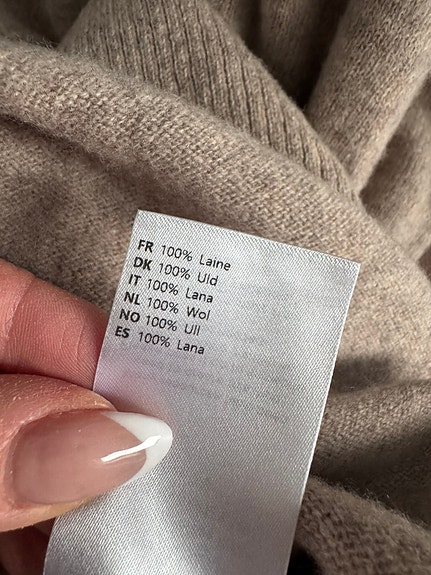 FR 100% Laine
DK 100% Uld
IT 100% Lana
NL 100% Wol
NO 100% Ull
ES 100% Lana